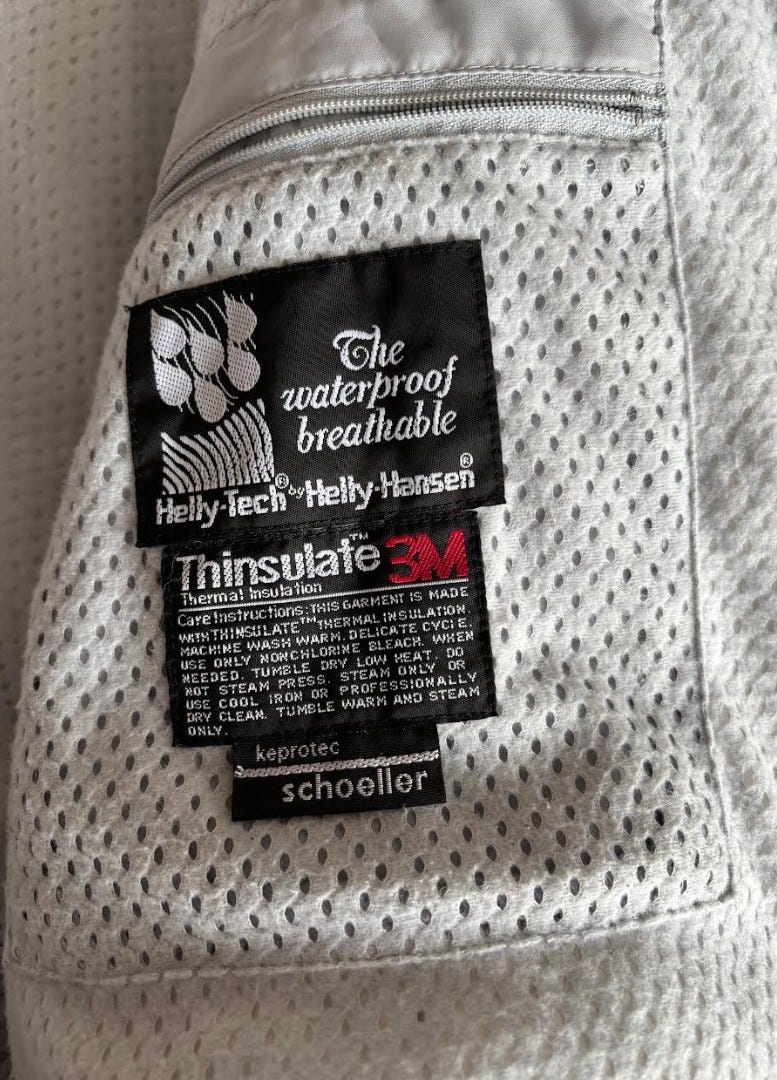 The
waterproof
breathable
Helly-Tech® by Helly-Hansen®
Thinsulate™ 3M
Thermal Insulation
Care Instructions: THIS GARMENT IS MADE
WITH THINSULATE™ THERMAL INSULATION.
MACHINE WASH WARM, DELICATE CYCLE.
USE ONLY NONCHLORINE BLEACH, WHEN
NEEDED. TUMBLE DRY LOW HEAT. DO
NOT STEAM PRESS. STEAM ONLY OR
USE COOL IRON OR PROFESSIONALLY
DRY CLEAN. TUMBLE WARM AND STEAM
ONLY.
keprotec
schoeller